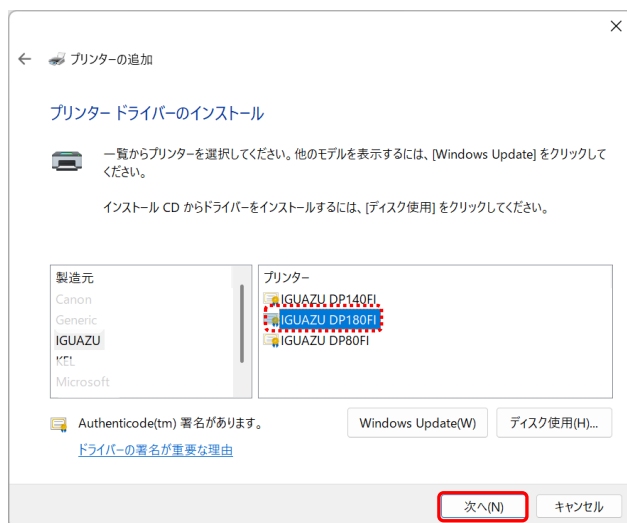 プリンターの追加
プリンター ドライバーのインストール
一覧からプリンターを選択してください。他のモデルを表示するには、[Windows Update] をクリックして
ください。
インストール CD からドライバーをインストールするには、[ディスク使用] をクリックしてください。
製造元
Canon
Generic
IGUAZU
KEL
Microsoft
プリンター
IGUAZU DP140FI
IGUAZU DP180FI
IGUAZU DP80FI
Authenticode(tm) 署名があります。
ドライバーの署名が重要な理由
Windows Update(W)
ディスク使用(H)...
次へ(N)
キャンセル